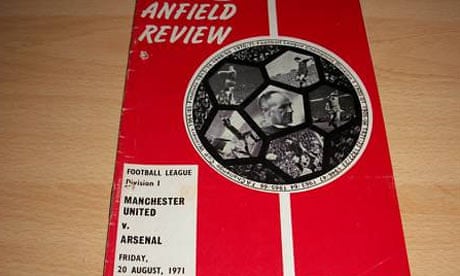 ANFIELD
REVIEW
FOOTBALL LEAGUE
Division 1
MANCHESTER
UNITED
v.
ARSENAL
FRIDAY,
20 AUGUST, 1971